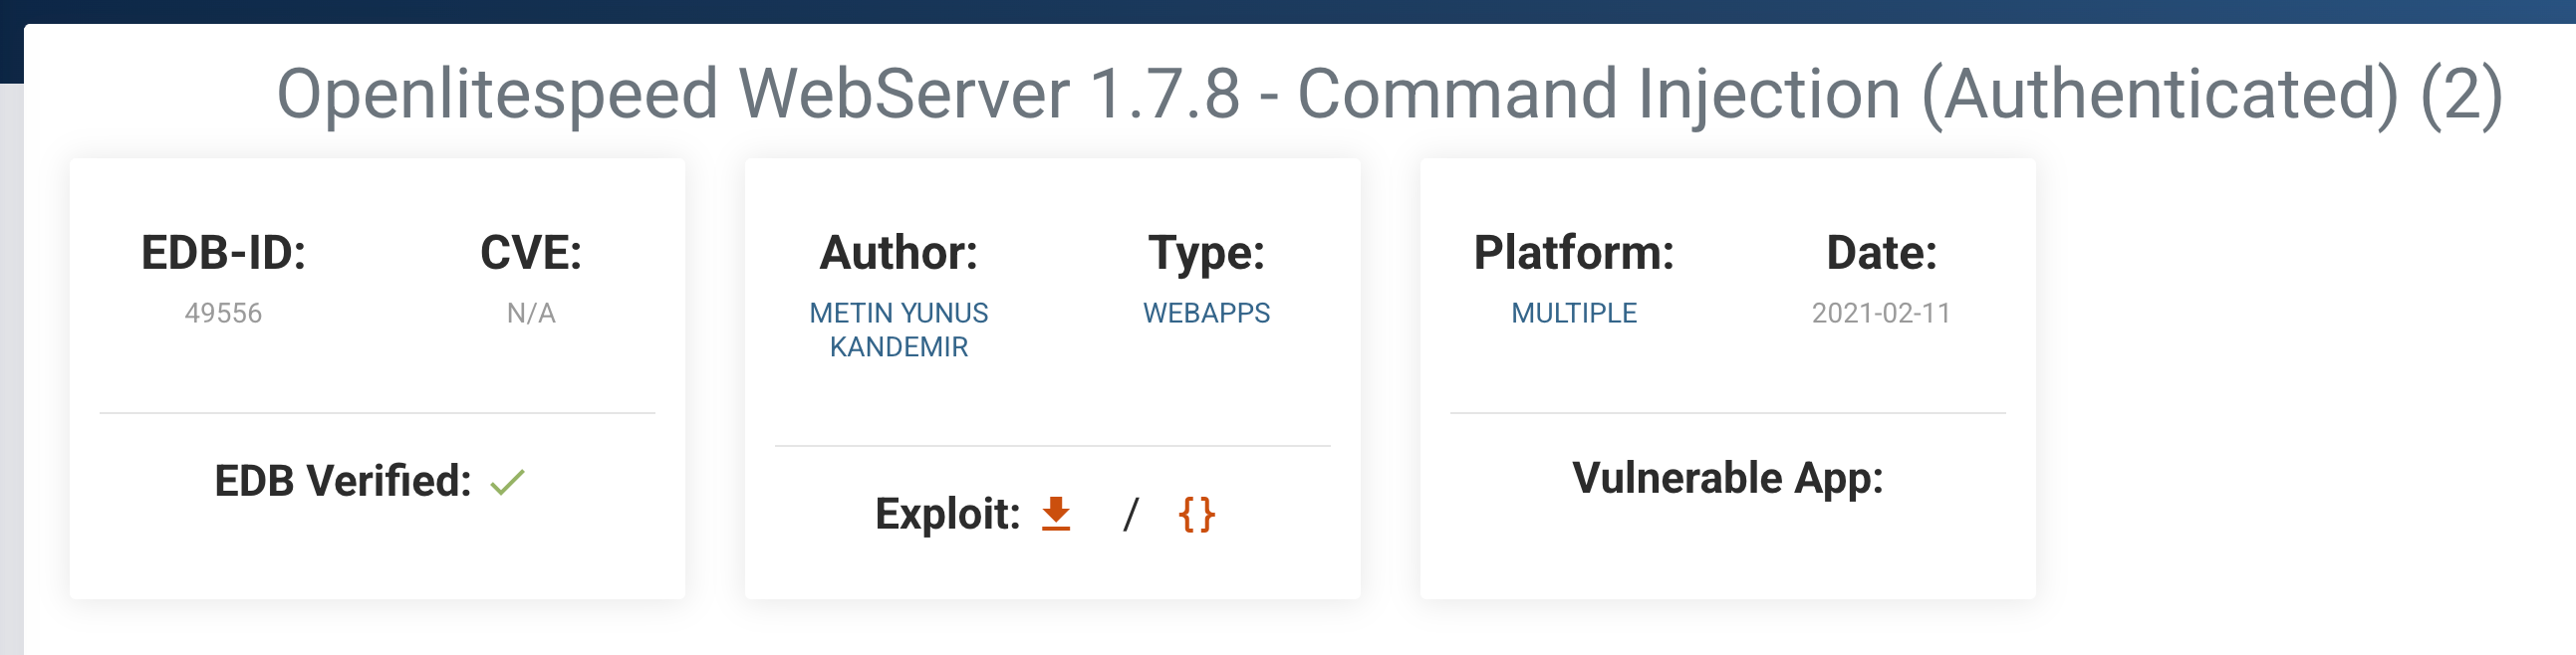 Openlitespeed WebServer 1.7.8 - Command Injection (Authenticated) (2)
EDB-ID:
49556
CVE:
N/A
EDB Verified:
Author:
METIN YUNUS
KANDEMIR
Type:
WEBAPPS
Exploit: / {}
Platform:
MULTIPLE
Date:
2021-02-11
Vulnerable App: